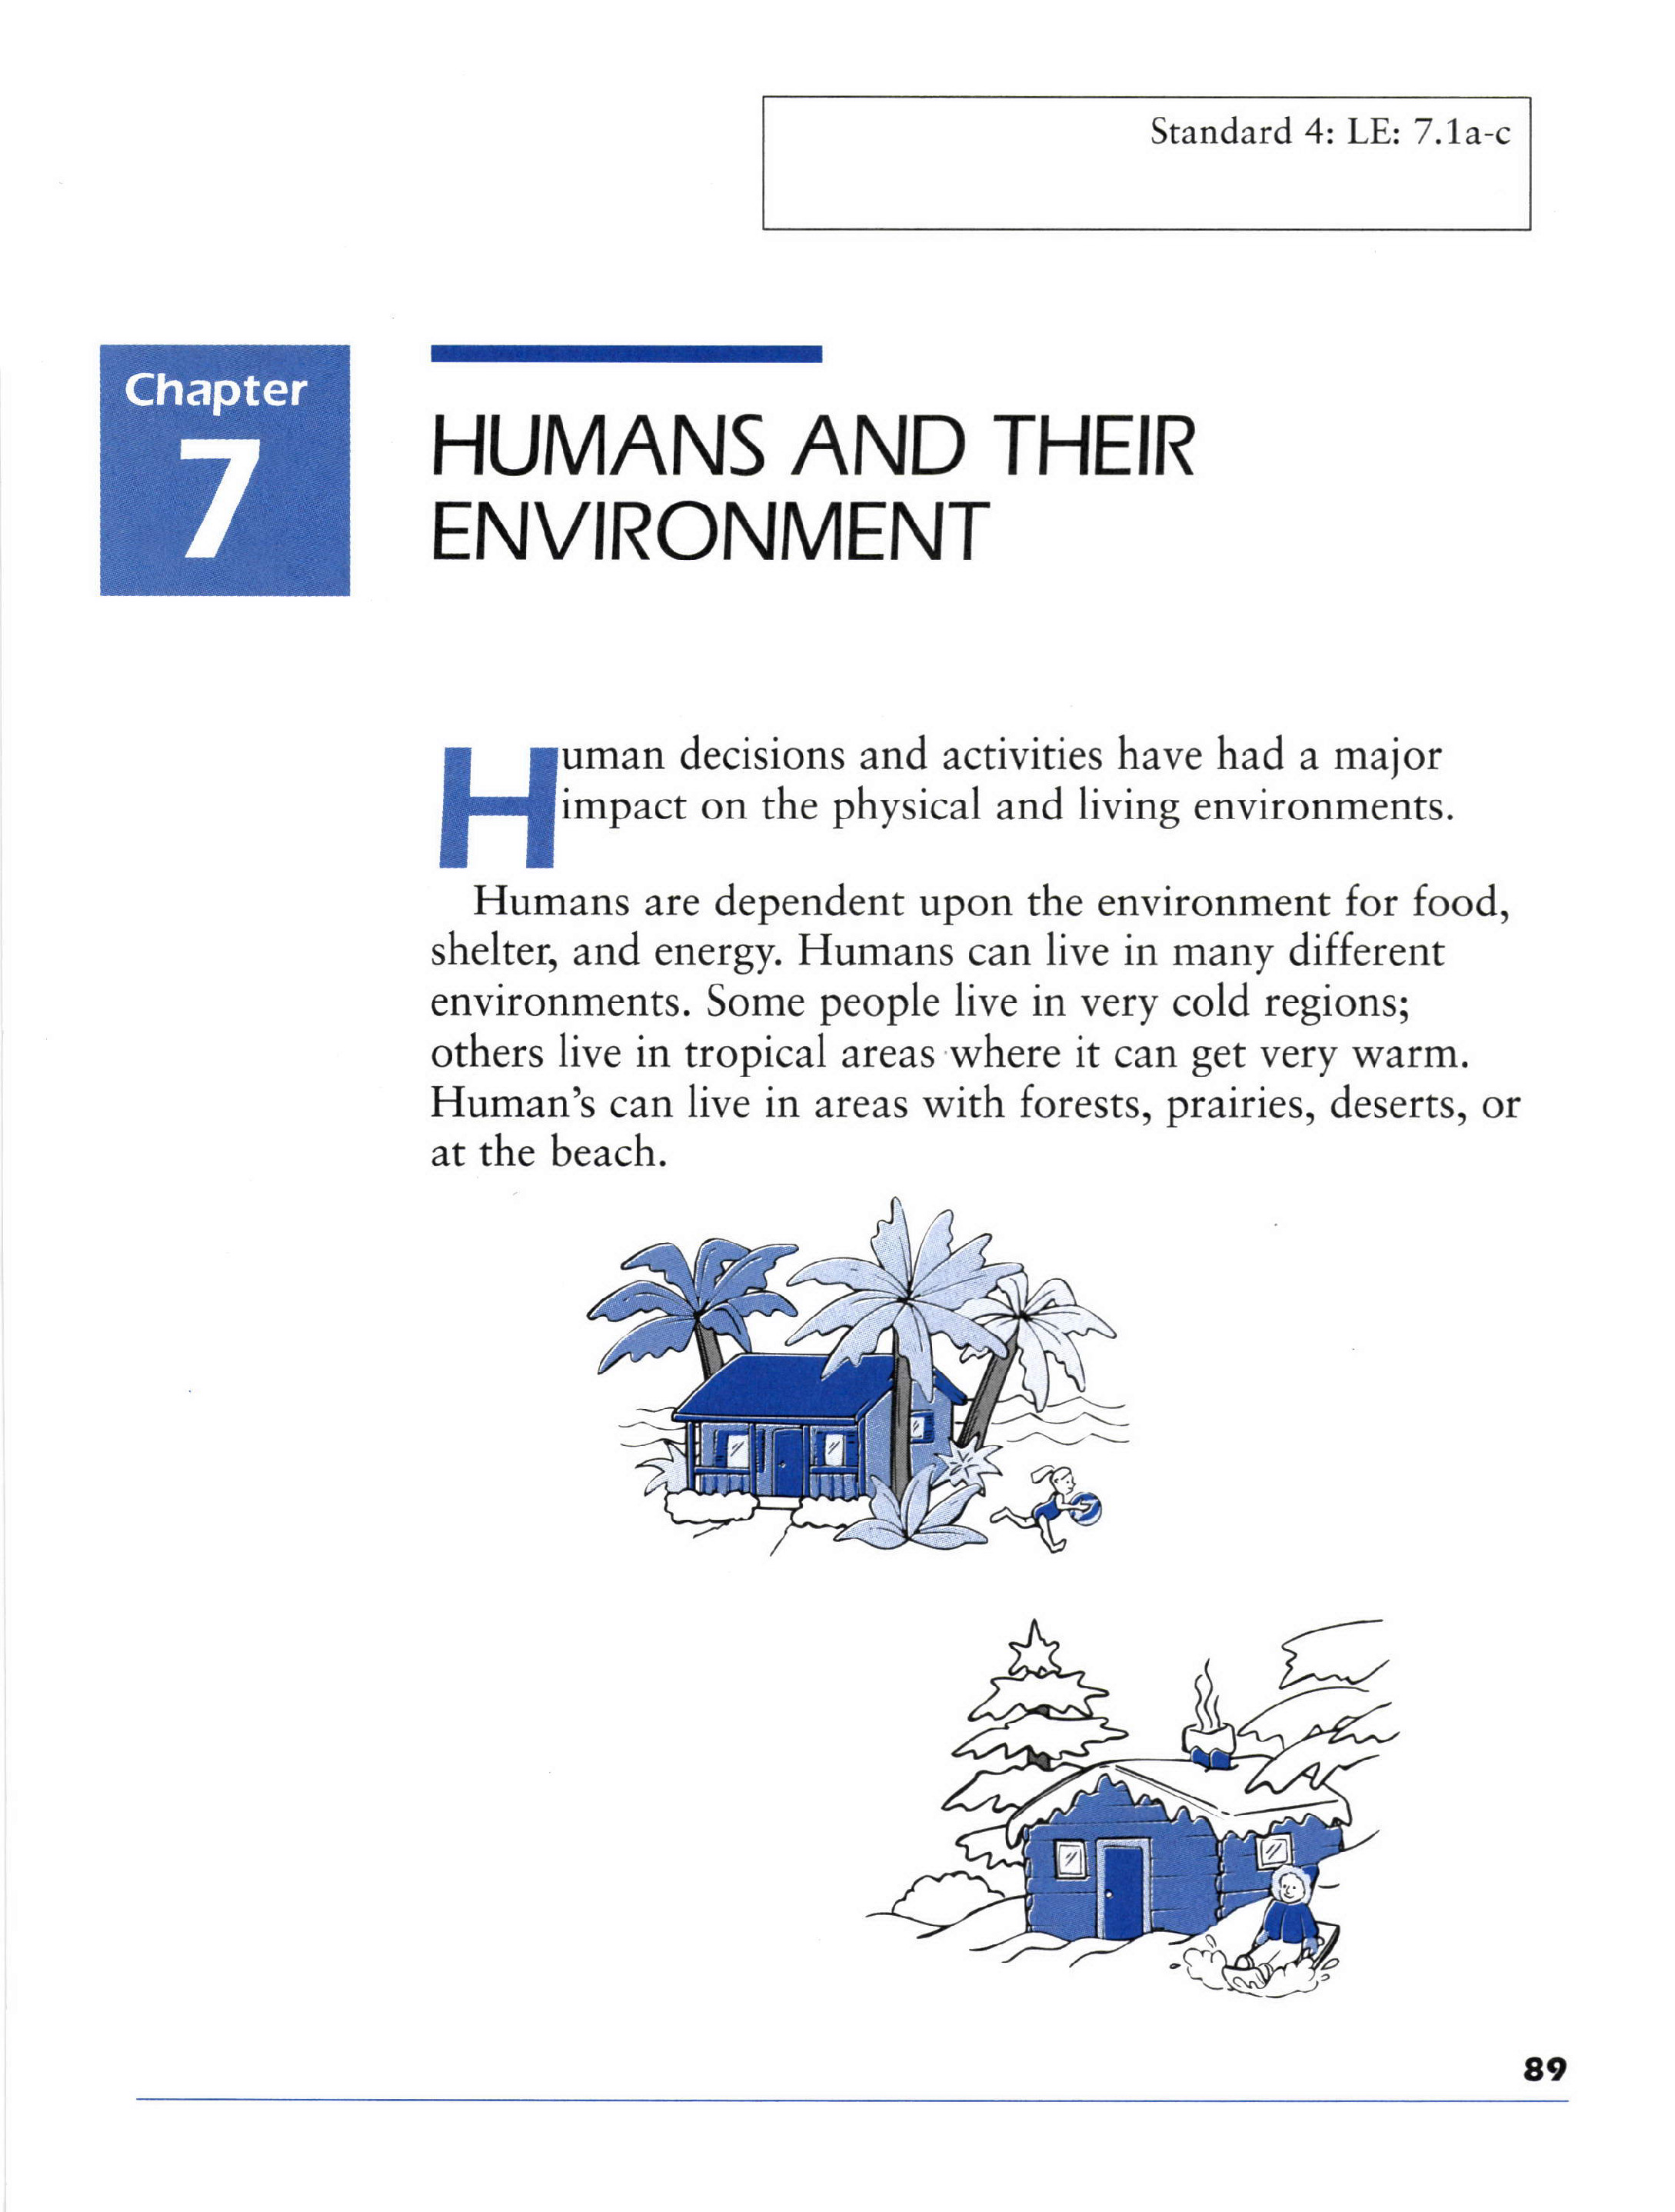 Standard 4: LE: 7.1a-c
Chapter
7
HUMANS AND THEIR
ENVIRONMENT
Human decisions and activities have had a major
impact on the physical and living environments.
Humans are dependent upon the environment for food,
shelter, and energy. Humans can live in many different
environments. Some people live in very cold regions;
others live in tropical areas where it can get very warm.
Human's can live in areas with forests, prairies, deserts, or
at the beach.
89